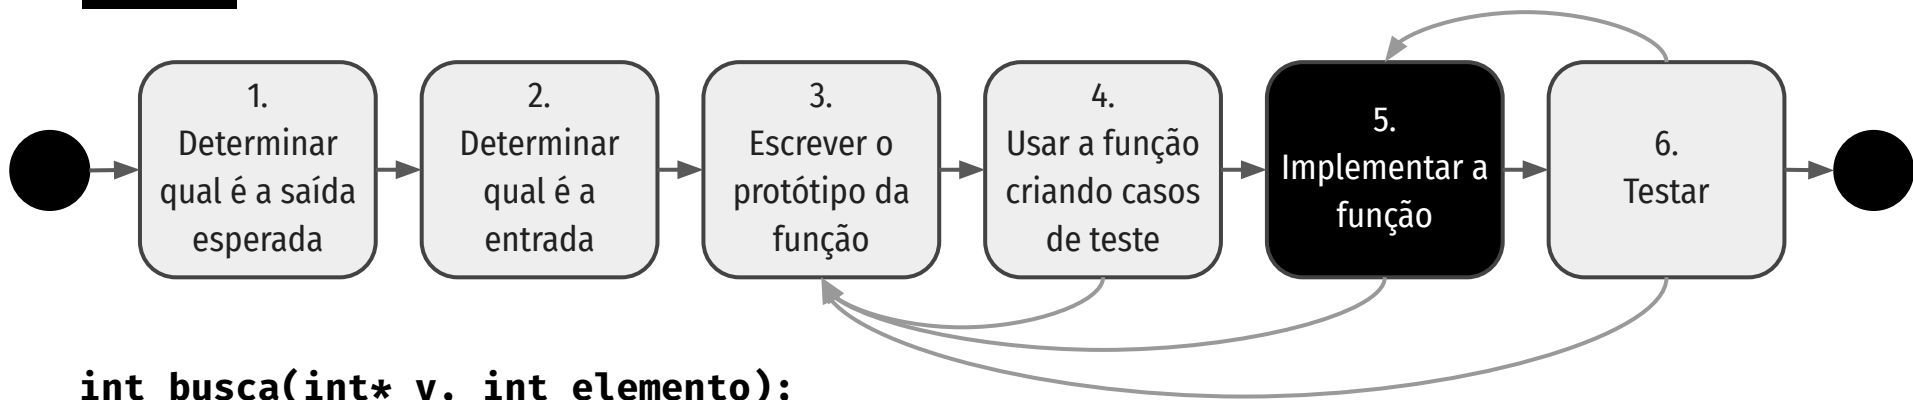 1.
Determinar
qual é a saída
esperada
2.
Determinar
qual é a
entrada
3.
Escrever o
protótipo da
função
4.
Usar a função
criando casos
de teste
5.
Implementar a
função
6.
Testar
int busca(int* v, int elemento);